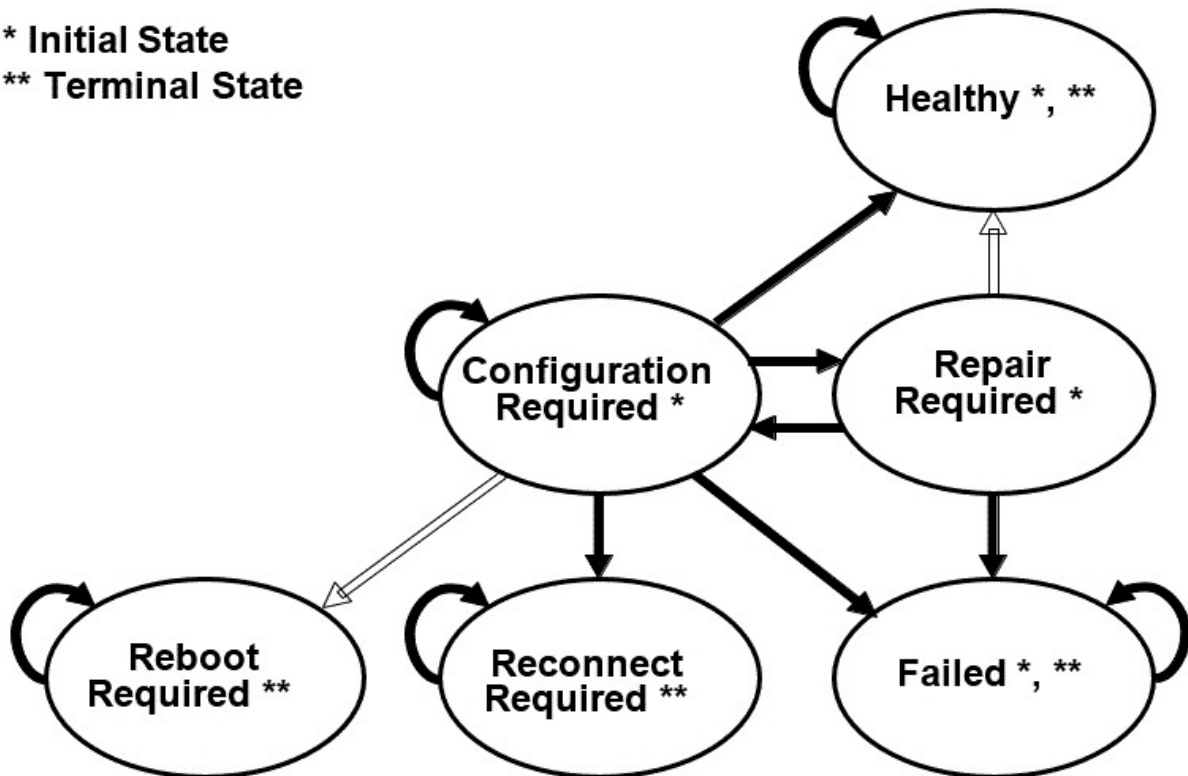 * Initial State
** Terminal State
Healthy *, **
Configuration
Required *
Repair
Required *
Reboot
Required **
Reconnect
Required **
Failed *, **